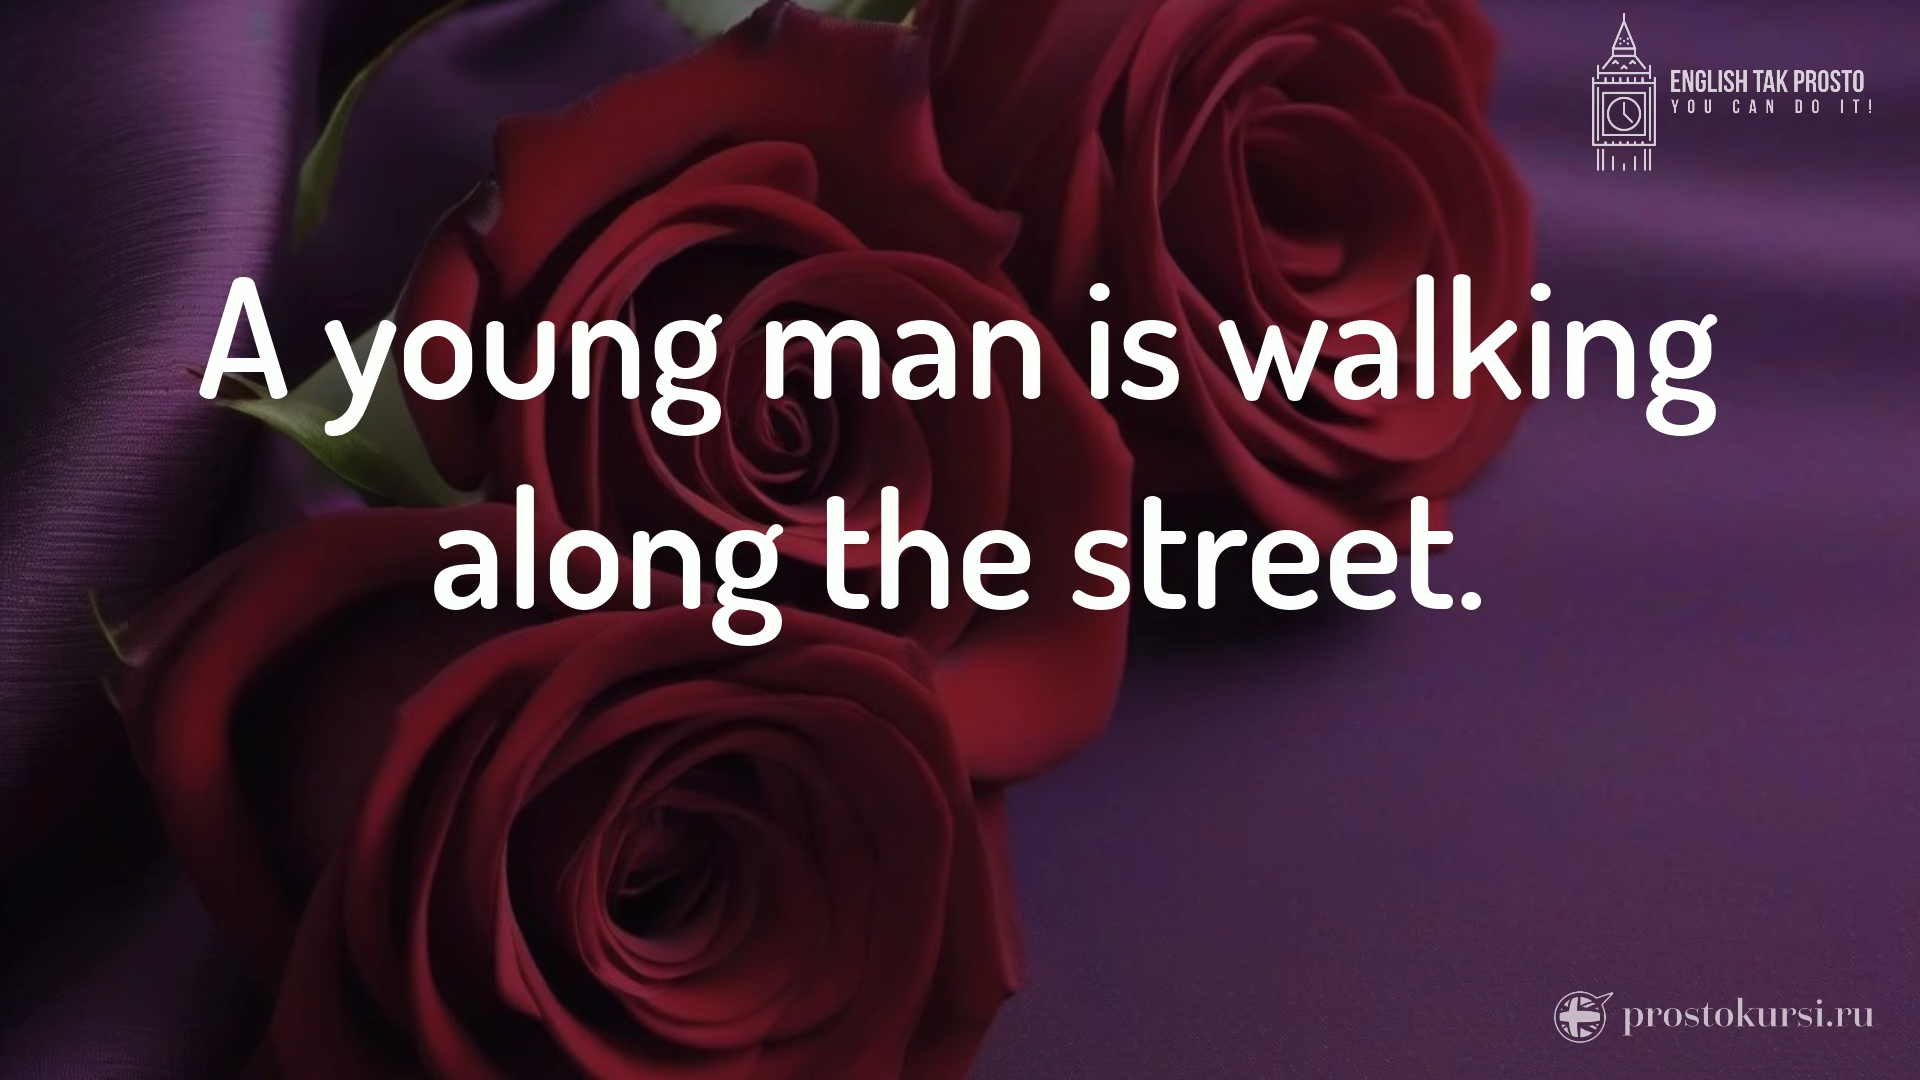 ENGLISH TAK PROSTO
YOU CAN DO IT!
A young man is walking
along the street.
prostokursi.ru